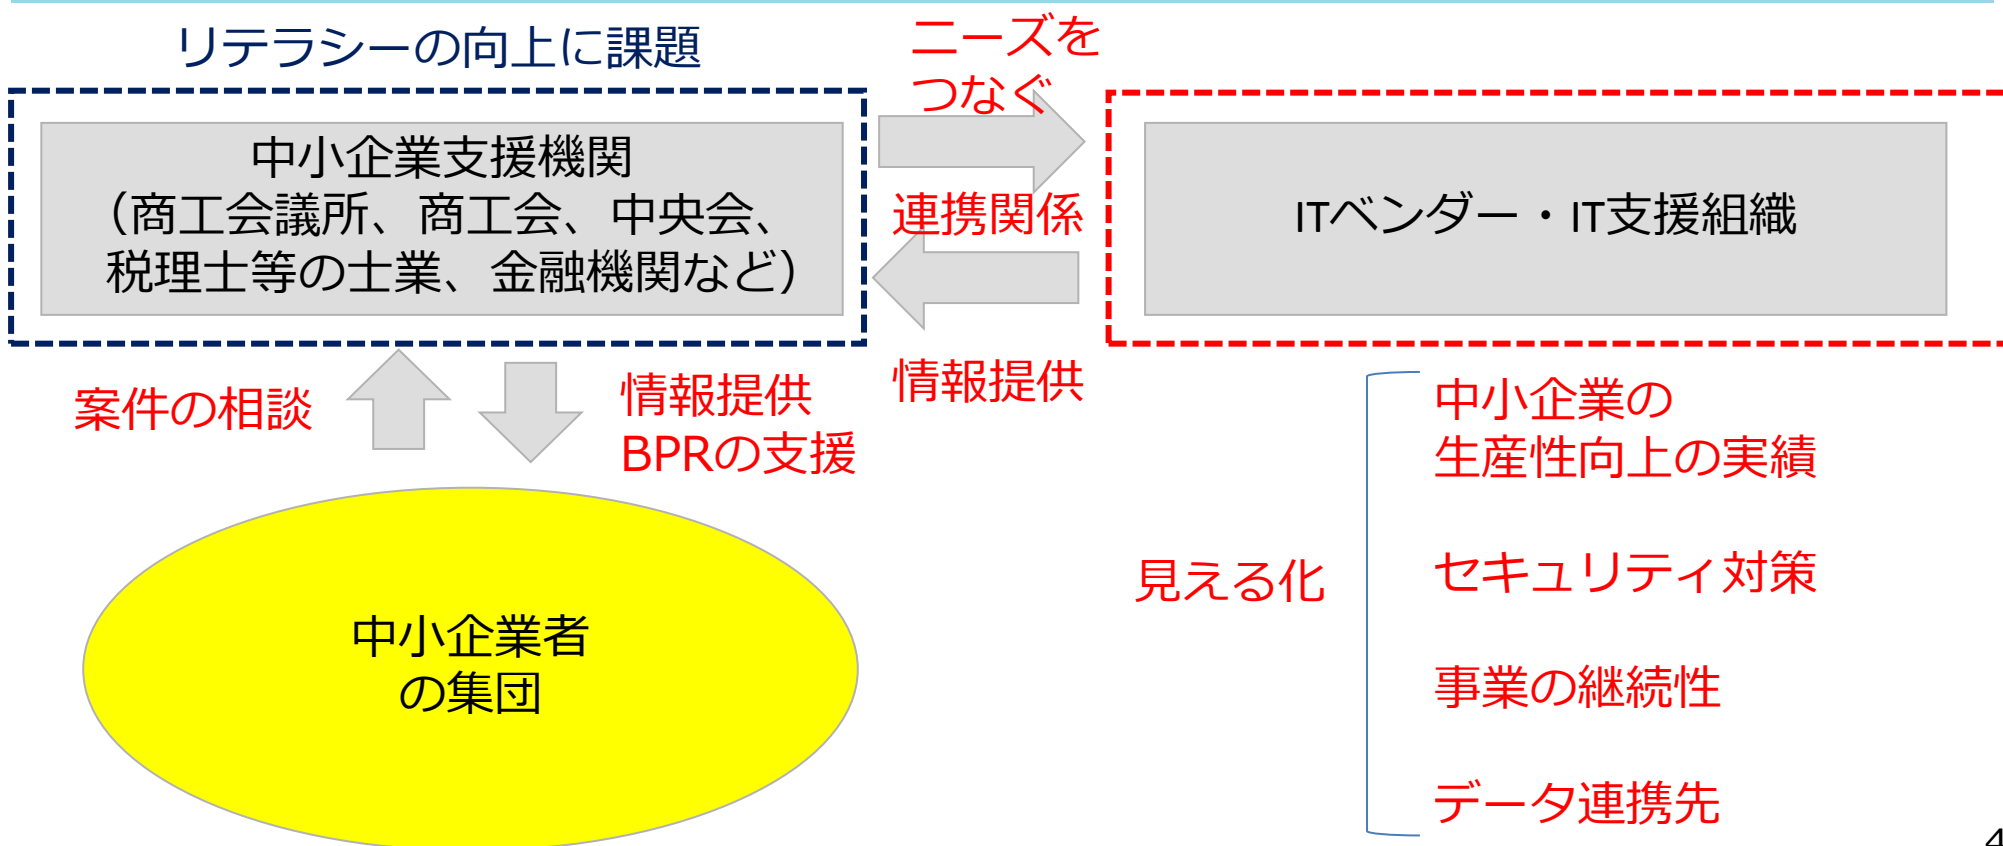 リテラシーの向上に課題
ニーズを
つなぐ
中小企業支援機関
（商工会議所、商工会、中央会、
税理士等の士業、金融機関など）
連携関係
ITベンダー・IT支援組織
情報提供
案件の相談
情報提供
BPRの支援
中小企業者
の集団
見える化
中小企業の
生産性向上の実績
セキュリティ対策
事業の継続性
データ連携先
4